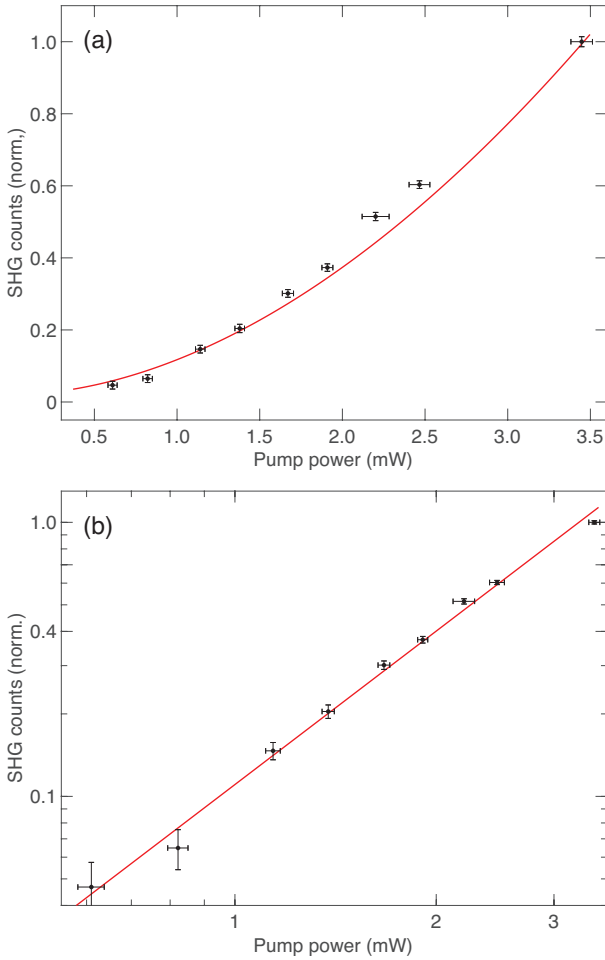 (a)
1.0
0.8
0.6
0.4
0.2
0
SHG counts (norm,)
0.5 1.0 1.5 2.0 2.5 3.0 3.5
Pump power (mW)
(b)
1.0
0.4
0.1
SHG counts (norm.)
1 2 3
Pump power (mW)